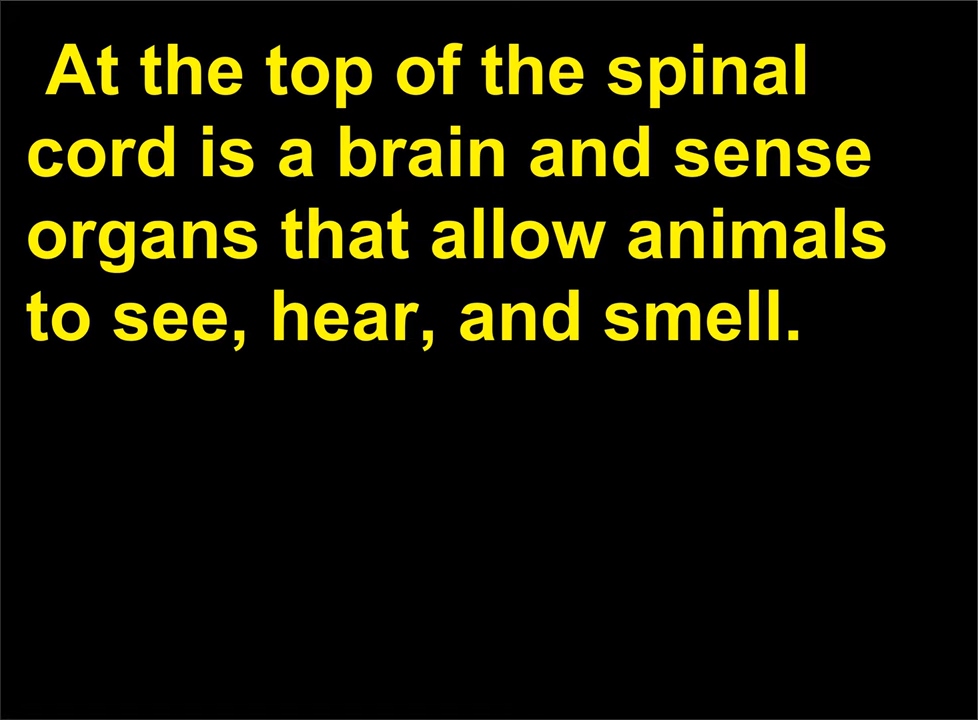 At the top of the spinal
cord is a brain and sense
organs that allow animals
to see, hear, and smell.